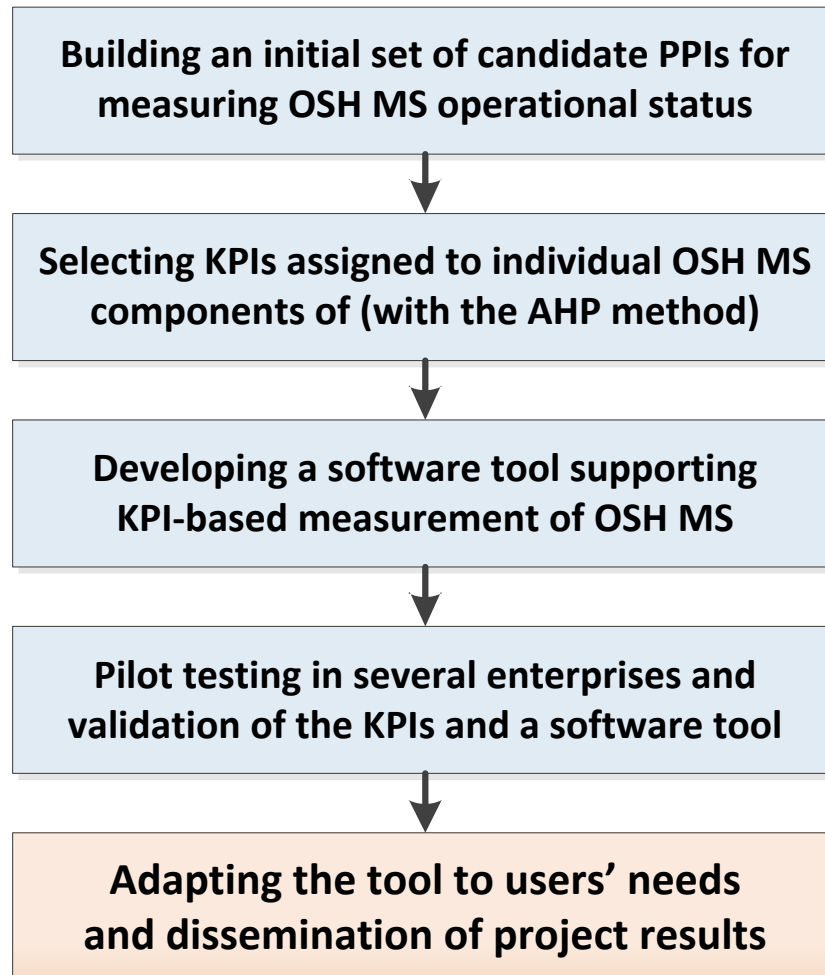 Building an initial set of candidate PPIs for
measuring OSH MS operational status
Selecting KPIs assigned to individual OSH MS
components of (with the AHP method)
Developing a software tool supporting
KPI-based measurement of OSH MS
Pilot testing in several enterprises and
validation of the KPIs and a software tool
Adapting the tool to users’ needs
and dissemination of project results